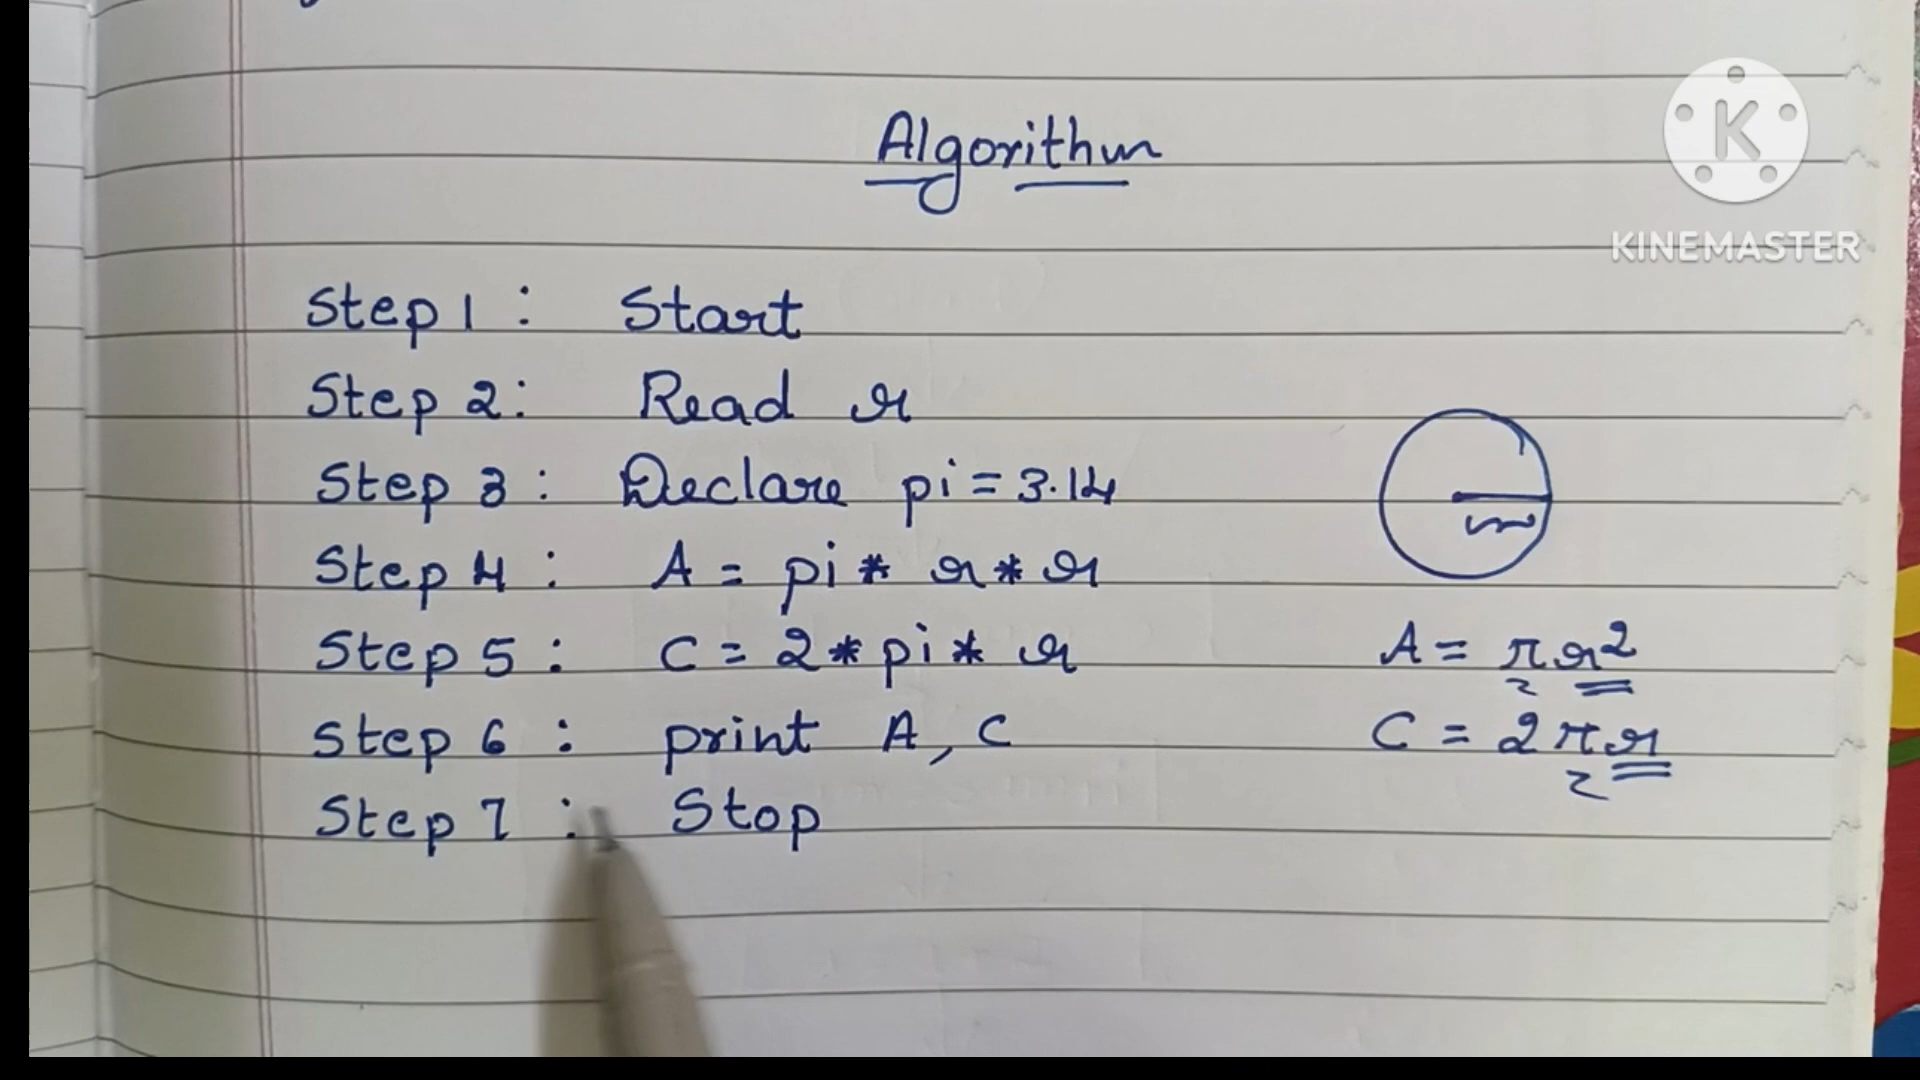 Algorithm
K
KINEMASTER
Step 1 : Start
Step 2 : Read r
Step 3 : Declare pi = 3.14
Step 4 : A = pi * r * r
Step 5 : C = 2 * pi * r
Step 6 : print A, C
Step 7 : Stop
A = πr²
C = 2πr